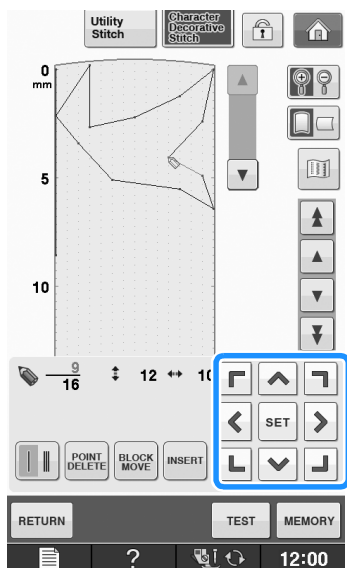 Utility
Stitch
Character
Decorative
Stitch
0
mm
5
10
9
16
12
10
SET
POINT
DELETE
BLOCK
MOVE
INSERT
RETURN
TEST
MEMORY
?
12:00